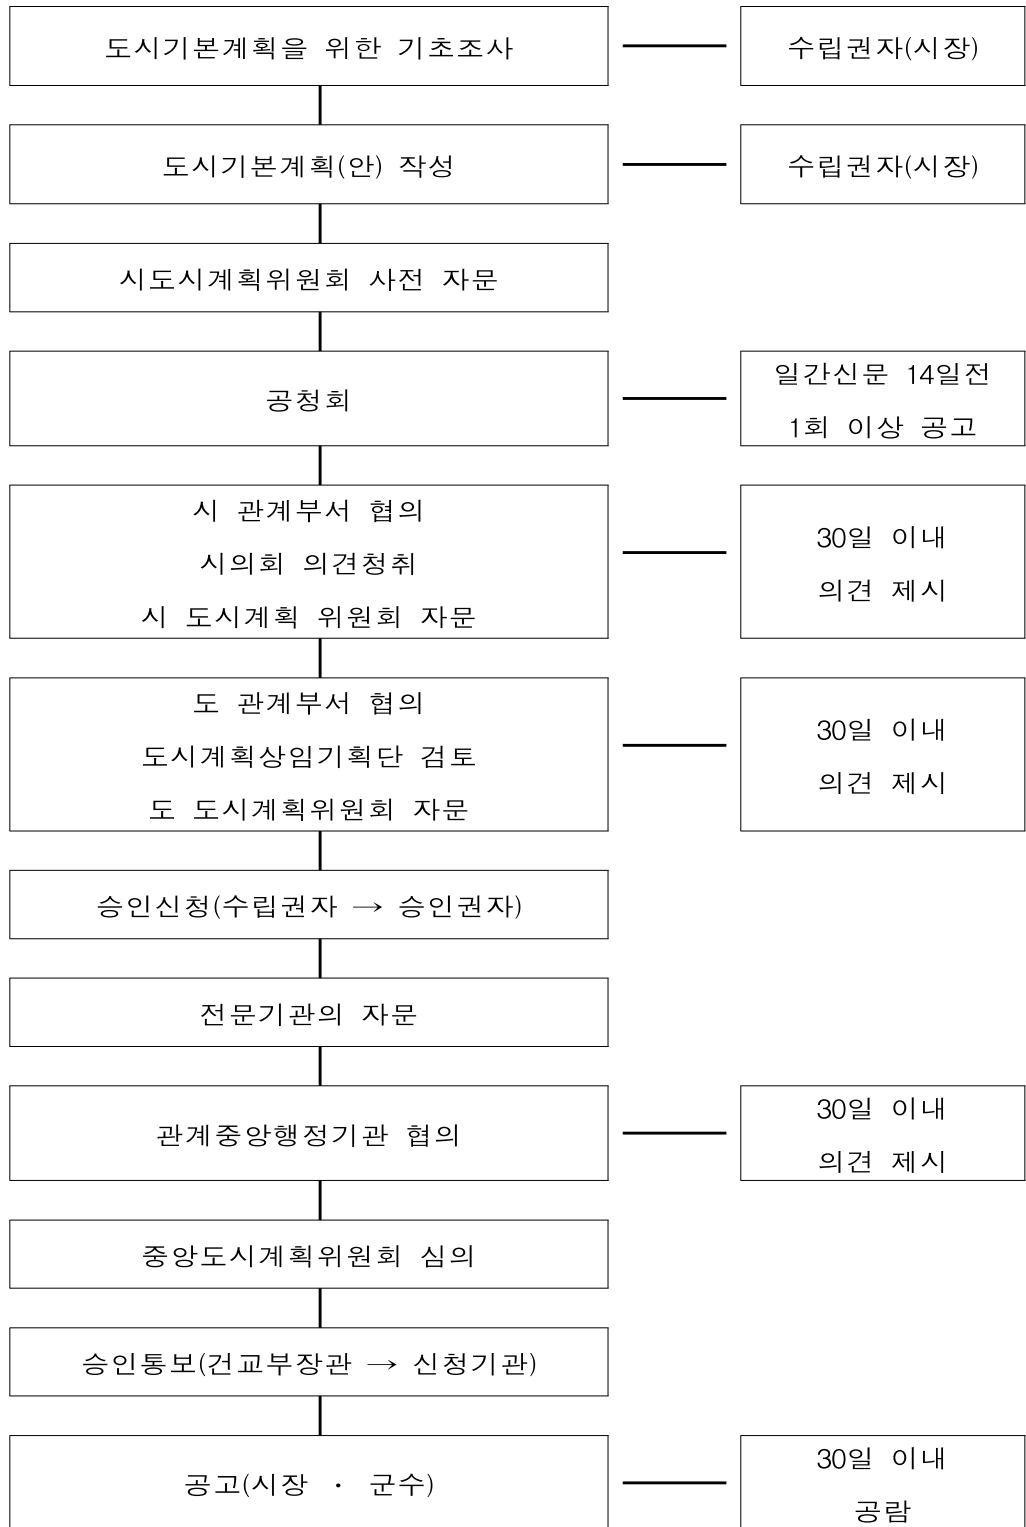 도시기본계획을 위한 기초조사
수립권자(시장)
도시기본계획(안) 작성
수립권자(시장)
시도시계획위원회 사전 자문
공청회
일간신문 14일전
1회 이상 공고
시 관계부서 협의
시의회 의견청취
시 도시계획 위원회 자문
30일 이내
의견 제시
도 관계부서 협의
도시계획상임기획단 검토
도 도시계획위원회 자문
30일 이내
의견 제시
승인신청(수립권자 → 승인권자)
전문기관의 자문
관계중앙행정기관 협의
30일 이내
의견 제시
중앙도시계획위원회 심의
승인통보(건교부장관 → 신청기관)
공고(시장 · 군수)
30일 이내
공람